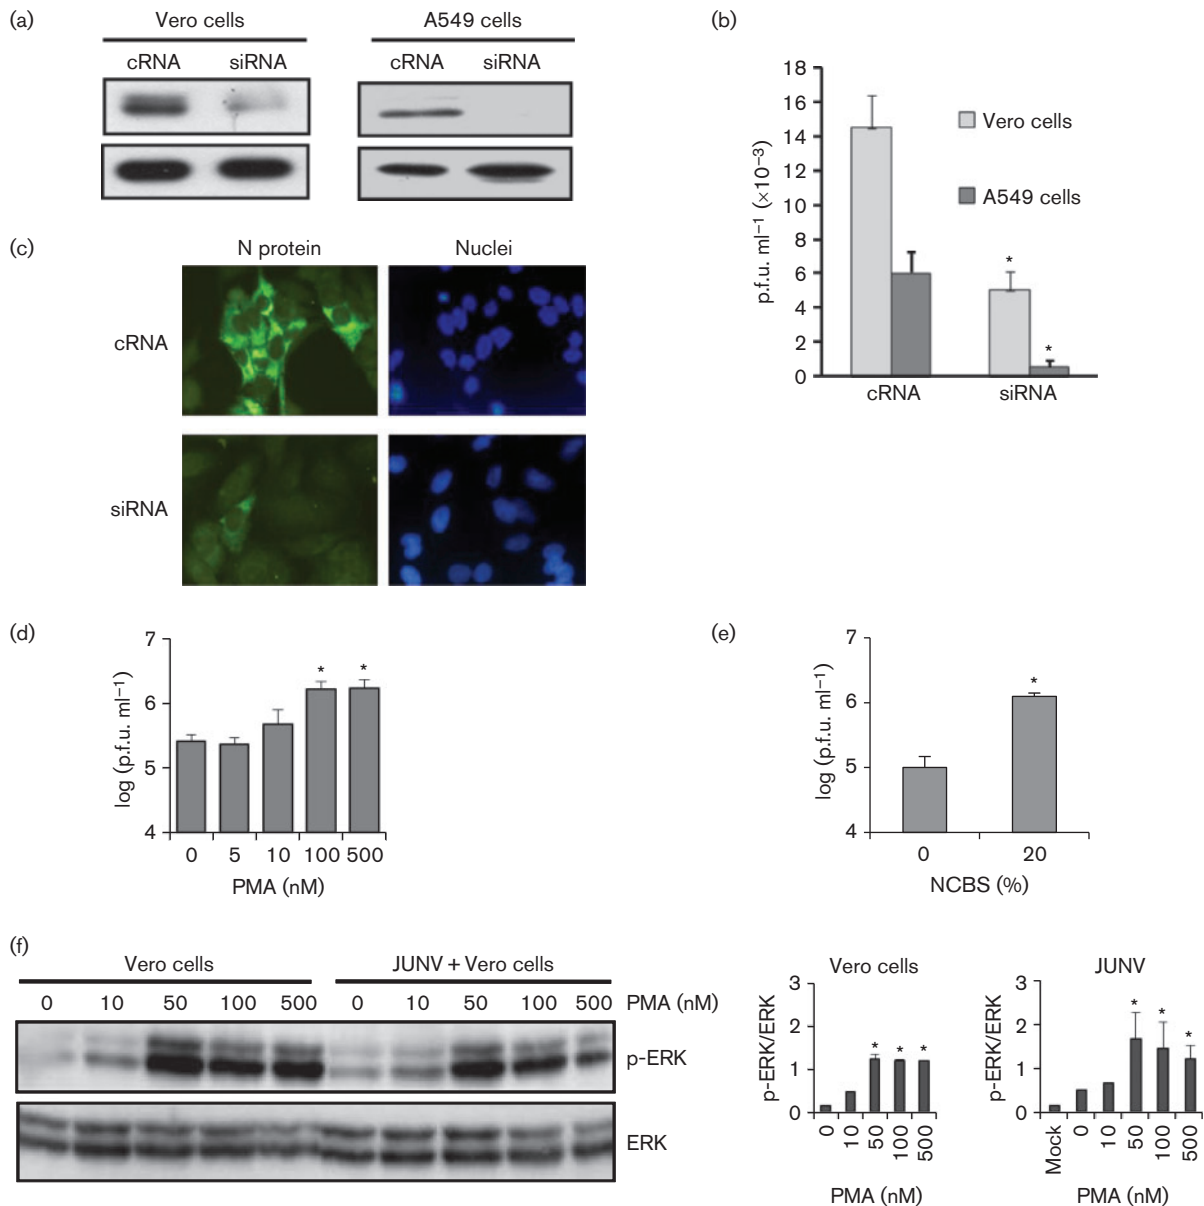 (a)
Vero cells
A549 cells
cRNA siRNA
cRNA siRNA
(b)
18
16
14
12
10
8
6
4
2
0
p.f.u. ml⁻¹ (×10⁻³)
Vero cells
A549 cells
*
*
cRNA siRNA
(c)
N protein Nuclei
cRNA
siRNA
(d)
7
6
5
4
log (p.f.u. ml⁻¹)
* *
0 5 10 100 500
PMA (nM)
(e)
7
6
5
4
log (p.f.u. ml⁻¹)
*
0 20
NCBS (%)
(f)
Vero cells JUNV + Vero cells
0 10 50 100 500 0 10 50 100 500 PMA (nM)
p-ERK
ERK
Vero cells
3
2
1
0
p-ERK/ERK
* * *
0 10 50 100 500
PMA (nM)
JUNV
3
2
1
0
p-ERK/ERK
* * *
Mock 0 10 50 100 500
PMA (nM)